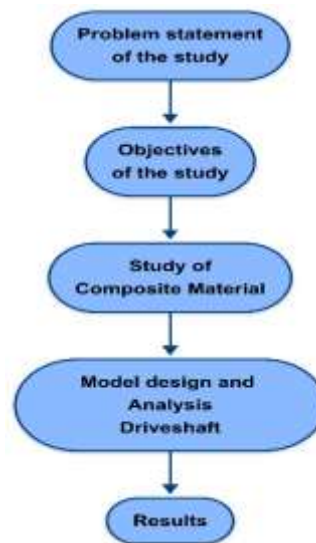 Problem statement
of the study
Objectives
of the study
Study of
Composite Material
Model design and
Analysis
Driveshaft
Results